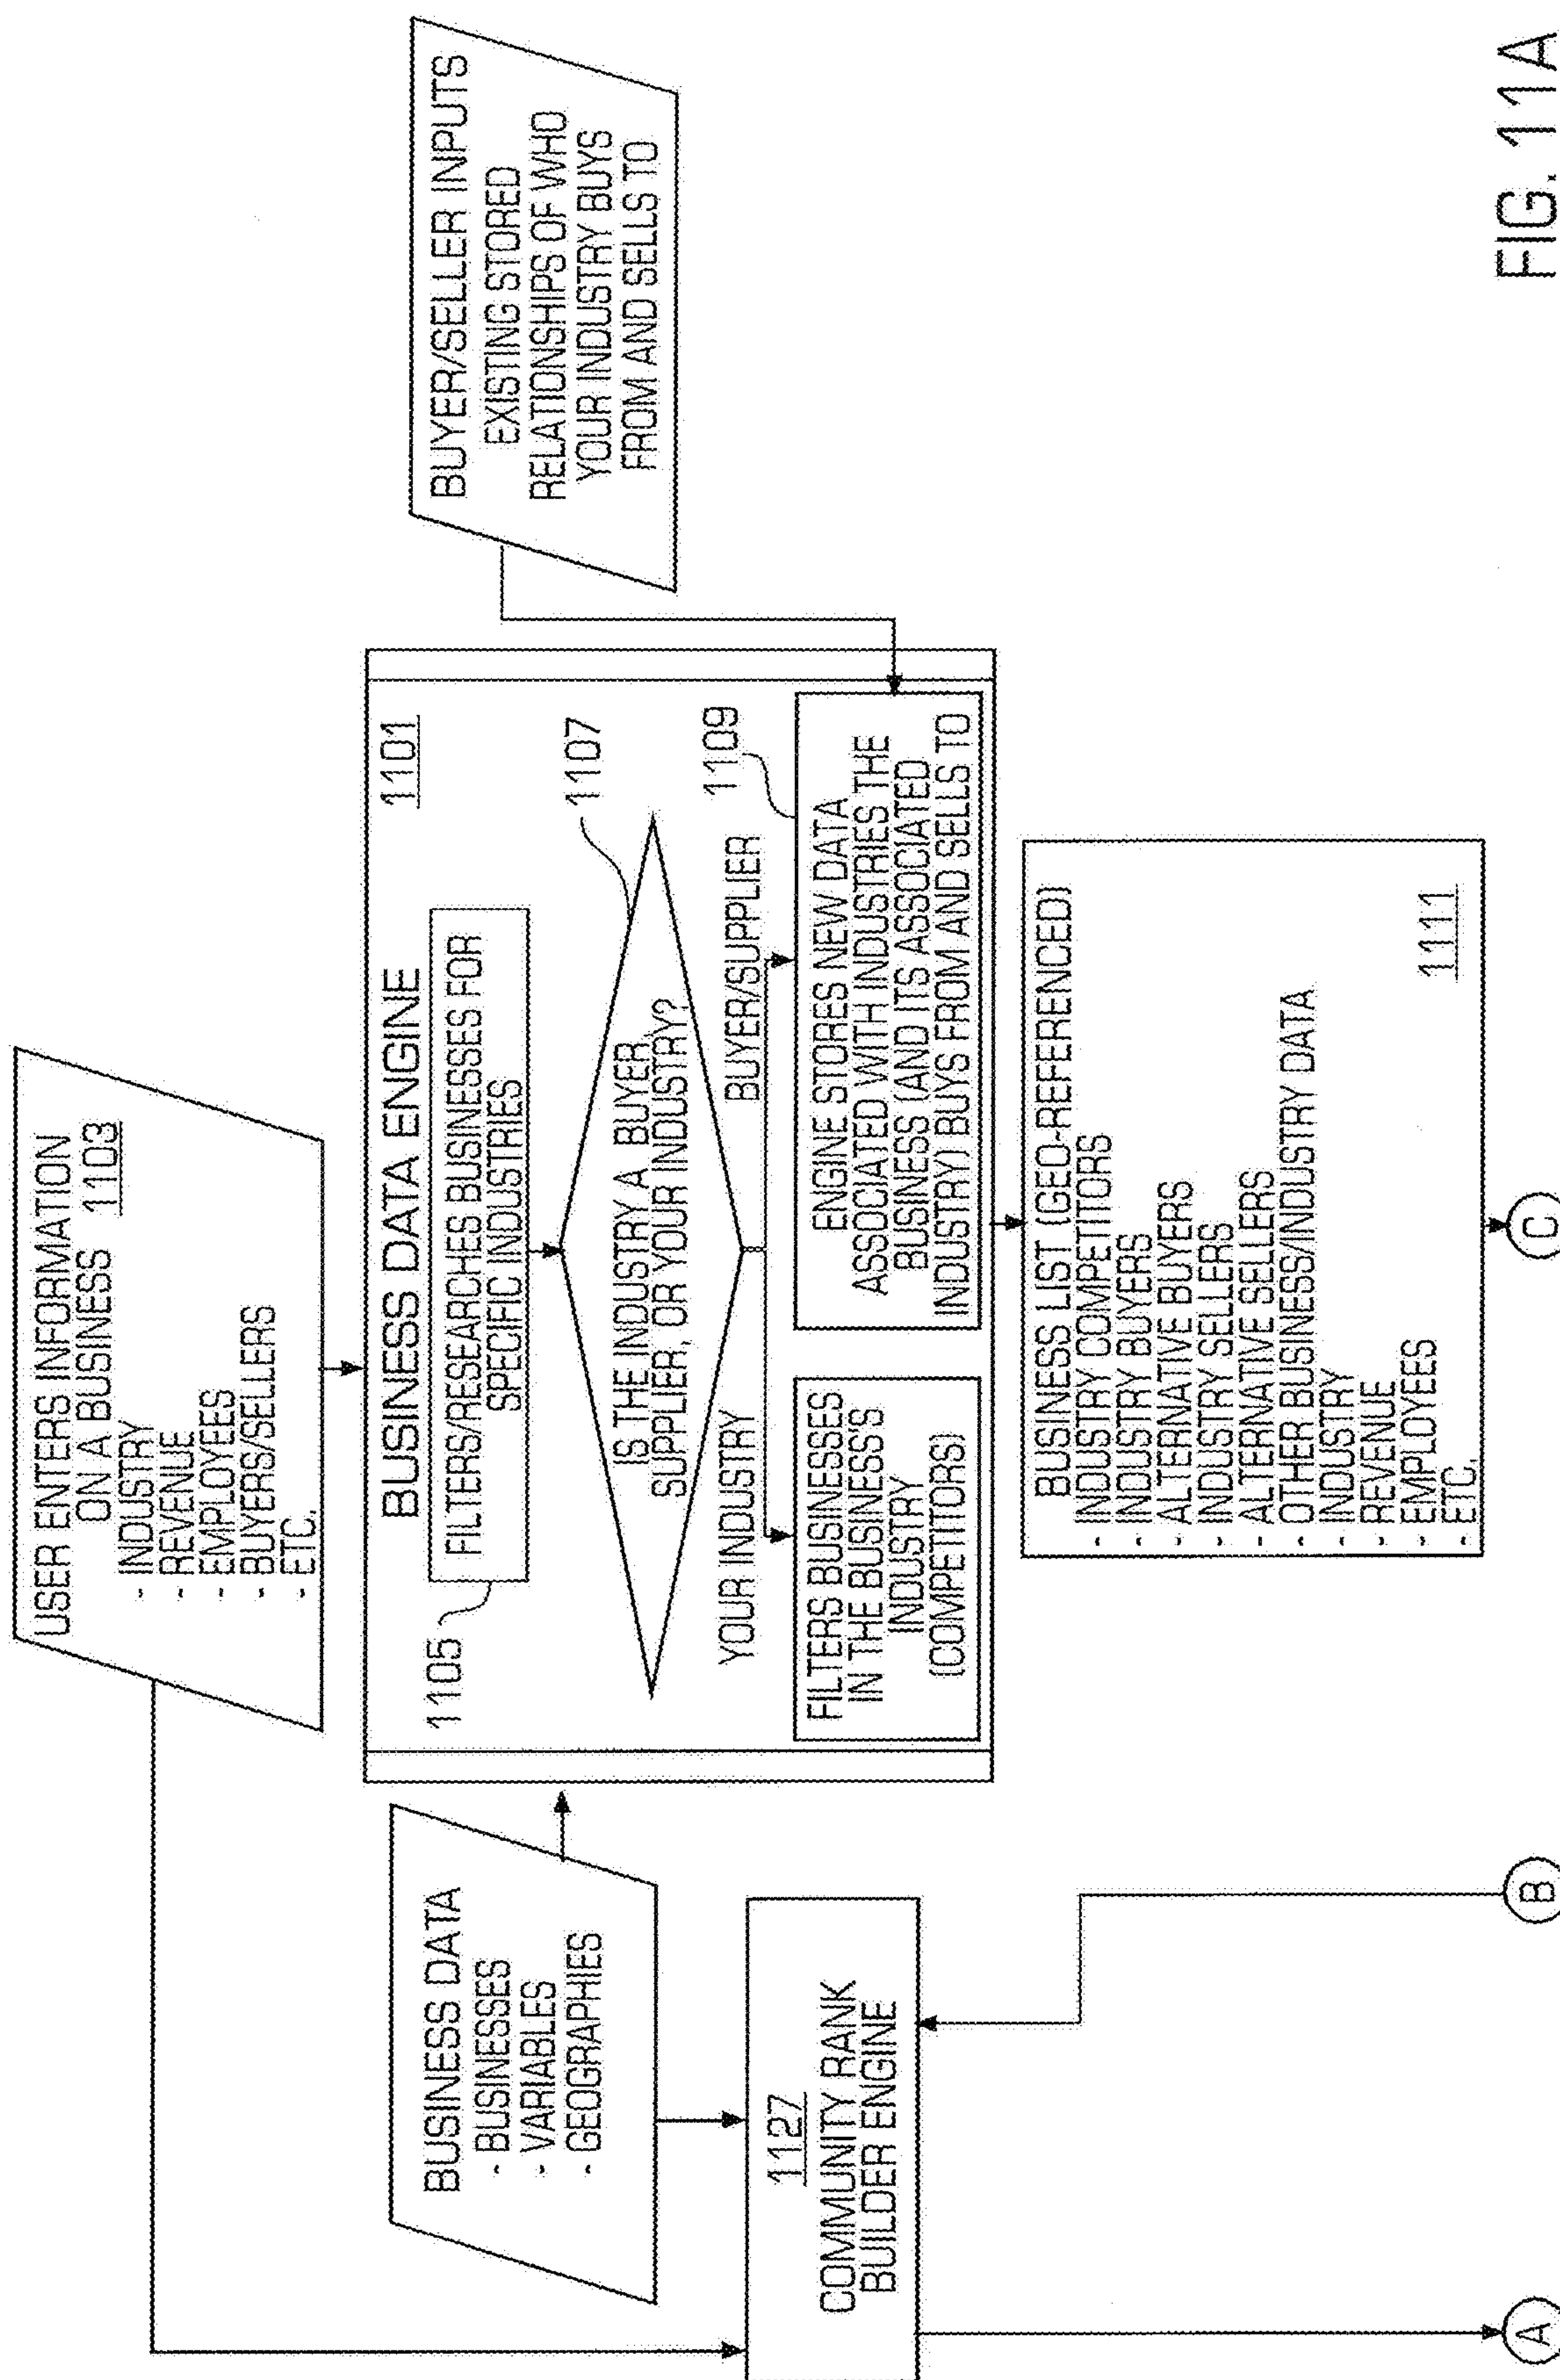 USER ENTERS INFORMATION
ON A BUSINESS 1103
- INDUSTRY
- REVENUE
- EMPLOYEES
- BUYERS/SELLERS
- ETC.
BUSINESS DATA
- BUSINESSES
- VARIABLES
- GEOGRAPHIES
BUSINESS DATA ENGINE 1101
1105
FILTERS/RESEARCHES BUSINESSES FOR
SPECIFIC INDUSTRIES
1107
IS THE INDUSTRY A BUYER,
SUPPLIER, OR YOUR INDUSTRY?
YOUR INDUSTRY
BUYER/SUPPLIER
1109
FILTERS BUSINESSES
IN THE BUSINESS'S
INDUSTRY
(COMPETITORS)
ENGINE STORES NEW DATA
ASSOCIATED WITH INDUSTRIES THE
BUSINESS (AND ITS ASSOCIATED
INDUSTRY) BUYS FROM AND SELLS TO
BUYER/SELLER INPUTS
EXISTING STORED
RELATIONSHIPS OF WHO
YOUR INDUSTRY BUYS
FROM AND SELLS TO
1127
COMMUNITY RANK
BUILDER ENGINE
BUSINESS LIST (GEO-REFERENCED)
- INDUSTRY COMPETITORS
- INDUSTRY BUYERS
- ALTERNATIVE BUYERS
- INDUSTRY SELLERS
- ALTERNATIVE SELLERS
- OTHER BUSINESS/INDUSTRY DATA
- INDUSTRY
- REVENUE
- EMPLOYEES
- ETC.
1111
A
B
C
FIG. 11A